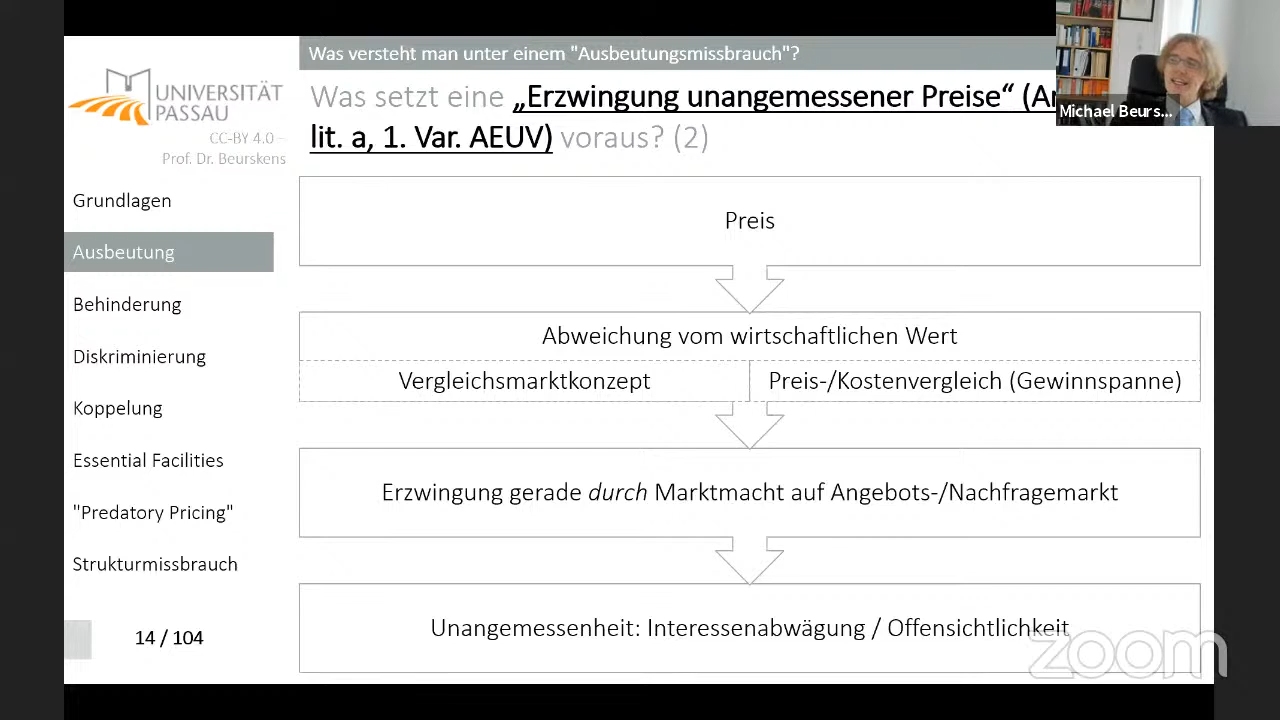 Was versteht man unter einem "Ausbeutungsmissbrauch"?
Was setzt eine „Erzwingung unangemessener Preise“ (Ar
lit. a, 1. Var. AEUV) voraus? (2)
Michael Beurs...
UNIVERSITÄT
PASSAU
CC-BY 4.0 –
Prof. Dr. Beurskens
Grundlagen
Ausbeutung
Behinderung
Diskriminierung
Koppelung
Essential Facilities
"Predatory Pricing"
Strukturmissbrauch
14 / 104
Preis
Abweichung vom wirtschaftlichen Wert
Vergleichsmarktkonzept
Preis-/Kostenvergleich (Gewinnspanne)
Erzwingung gerade durch Marktmacht auf Angebots-/Nachfragemarkt
Unangemessenheit: Interessenabwägung / Offensichtlichkeit
zoom